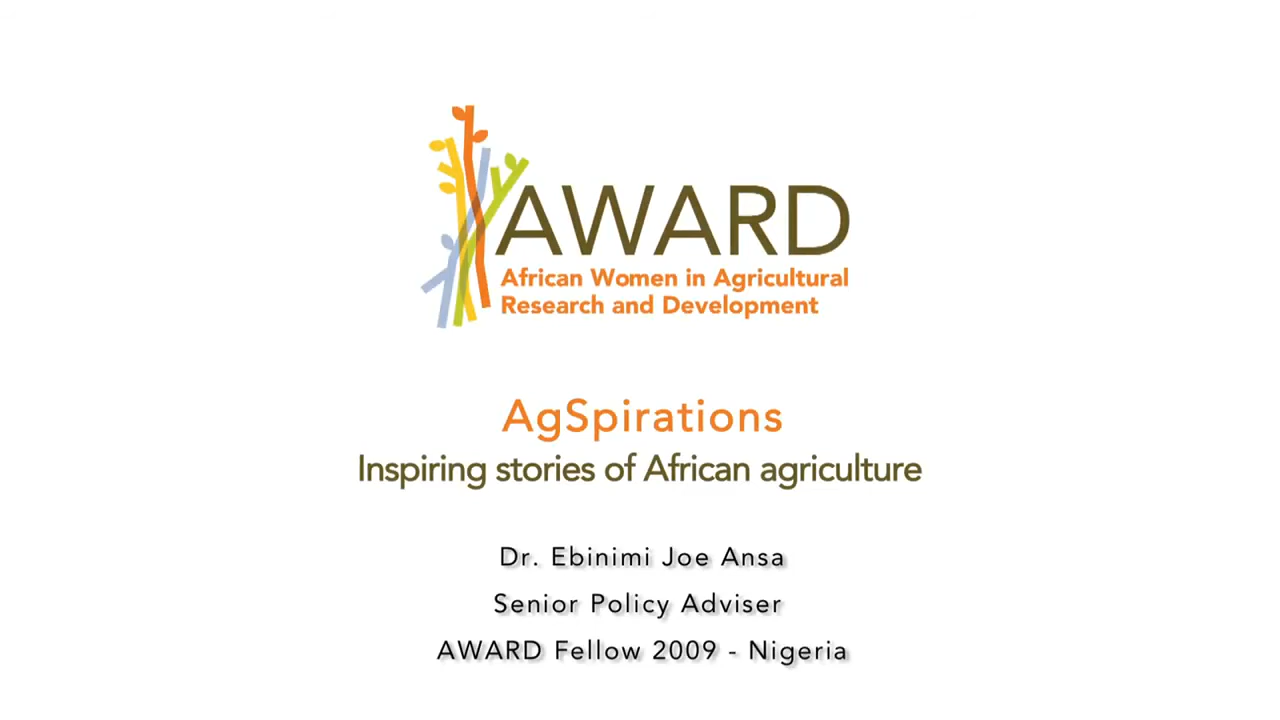 AWARD
African Women in Agricultural
Research and Development
AgSpirations
Inspiring stories of African agriculture
Dr. Ebinimi Joe Ansa
Senior Policy Adviser
AWARD Fellow 2009 - Nigeria